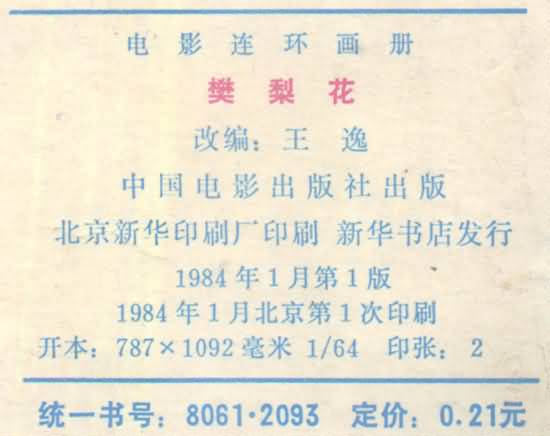 电影连环画册
樊梨花
改编：王 逸
中国电影出版社出版
北京新华印刷厂印刷 新华书店发行
1984年1月第1版
1984年1月北京第1次印刷
开本：787×1092毫米 1/64 印张：2
统一书号：8061·2093 定价：0.21元